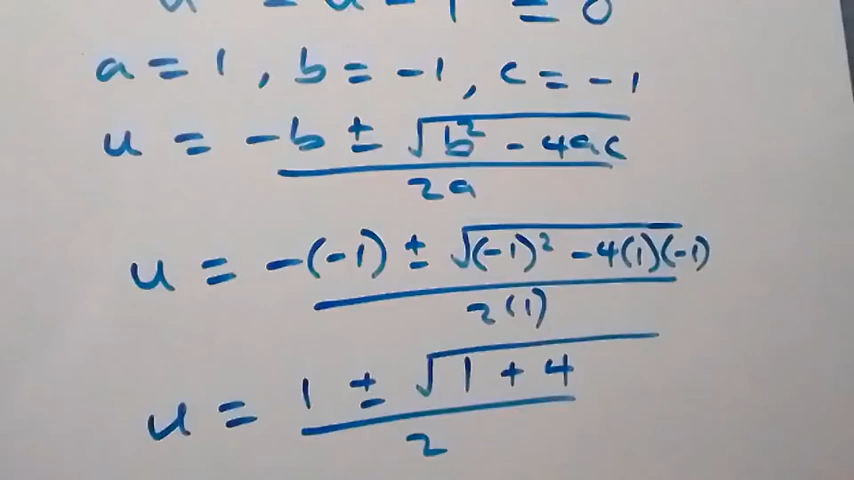 a = 1 , b = -1 , c = -1
u = -b ± √b² - 4ac
2a
u = -(-1) ± √(-1)² - 4(1)(-1)
2(1)
u = 1 ± √1 + 4
2